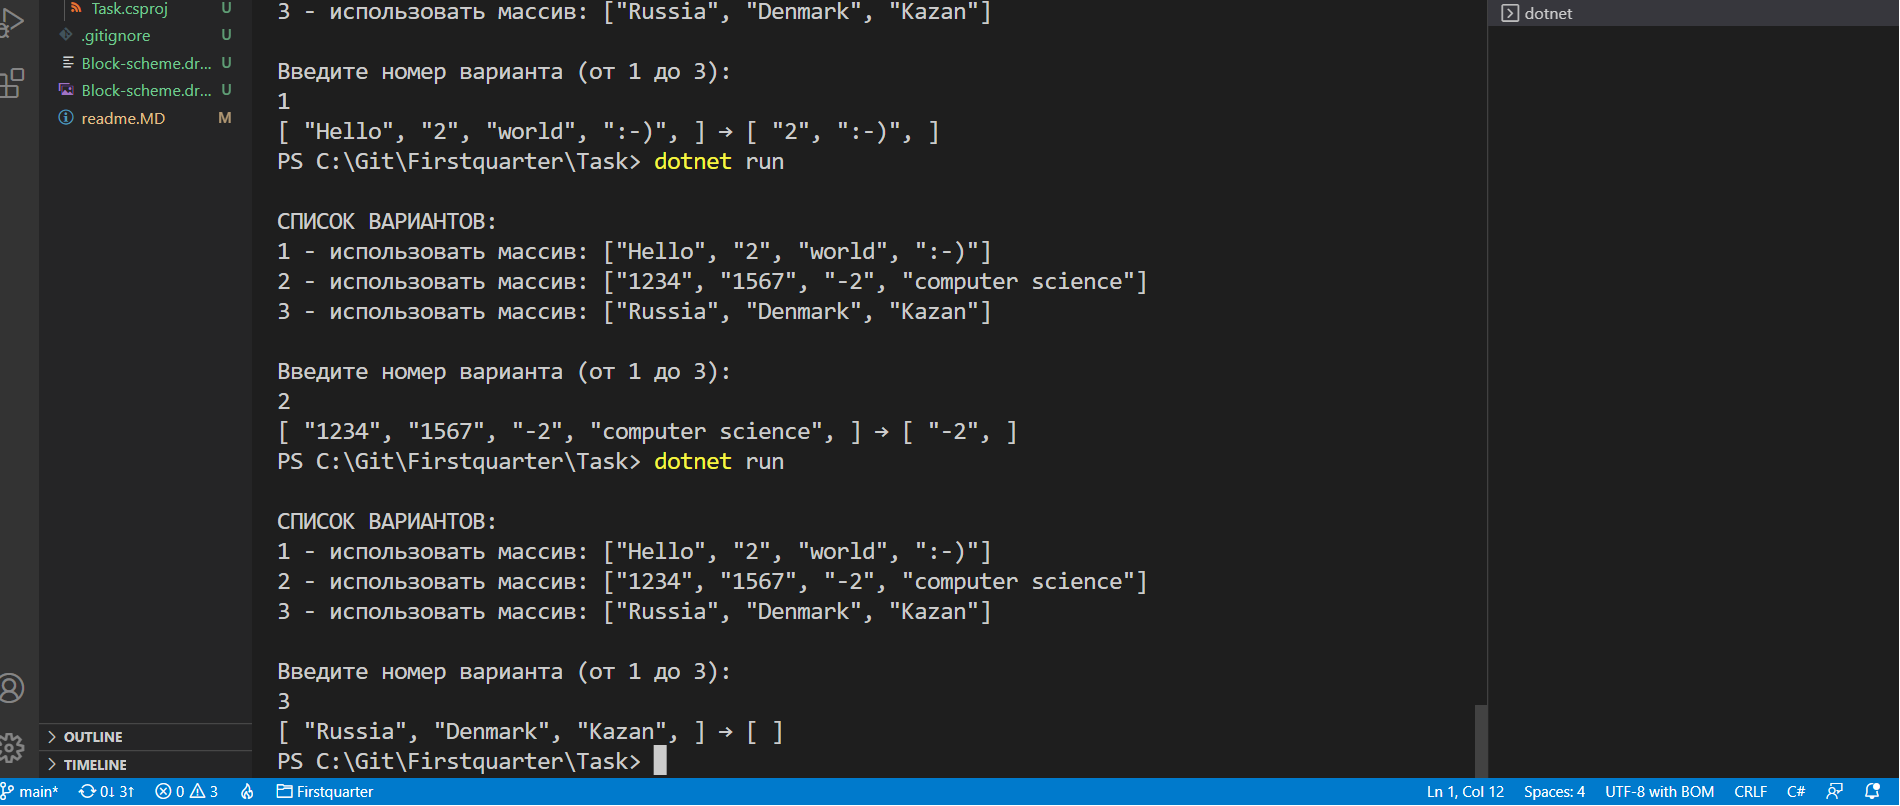 Task.csproj U
.gitignore U
Block-scheme.dr... U
Block-scheme.dr... U
readme.MD M
OUTLINE
TIMELINE
3 - использовать массив: ["Russia", "Denmark", "Kazan"]
Введите номер варианта (от 1 до 3):
1
[ "Hello", "2", "world", ":-)", ] → [ "2", ":-)", ]
PS C:\Git\Firstquarter\Task> dotnet run
СПИСОК ВАРИАНТОВ:
1 - использовать массив: ["Hello", "2", "world", ":-)"]
2 - использовать массив: ["1234", "1567", "-2", "computer science"]
3 - использовать массив: ["Russia", "Denmark", "Kazan"]
Введите номер варианта (от 1 до 3):
2
[ "1234", "1567", "-2", "computer science", ] → [ "-2", ]
PS C:\Git\Firstquarter\Task> dotnet run
СПИСОК ВАРИАНТОВ:
1 - использовать массив: ["Hello", "2", "world", ":-)"]
2 - использовать массив: ["1234", "1567", "-2", "computer science"]
3 - использовать массив: ["Russia", "Denmark", "Kazan"]
Введите номер варианта (от 1 до 3):
3
[ "Russia", "Denmark", "Kazan", ] → [ ]
PS C:\Git\Firstquarter\Task>
dotnet
main* 0↓ 3↑ 0 3 Firstquarter Ln 1, Col 12 Spaces: 4 UTF-8 with BOM CRLF C#